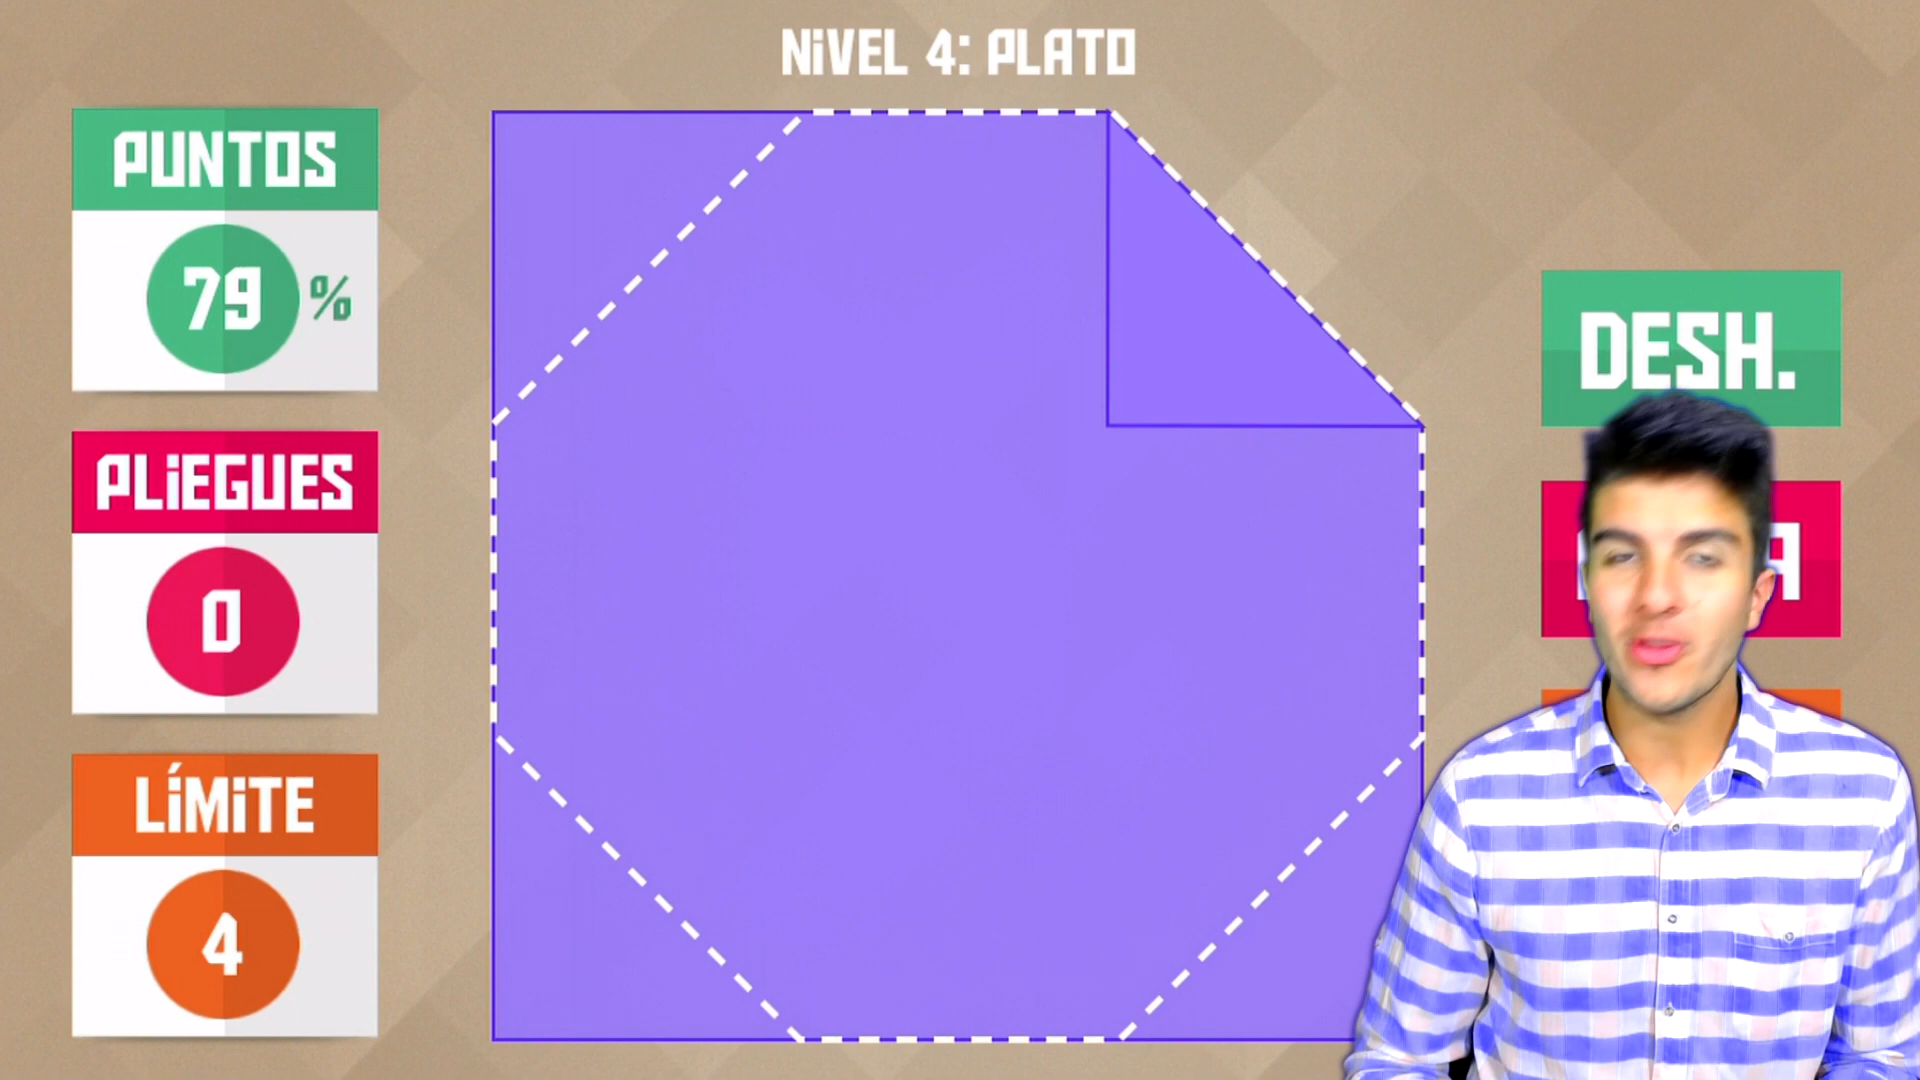 NiVEL 4: PLATO
PUNTOS
79 %
PLiEGUES
0
LÍMiTE
4
DESH.